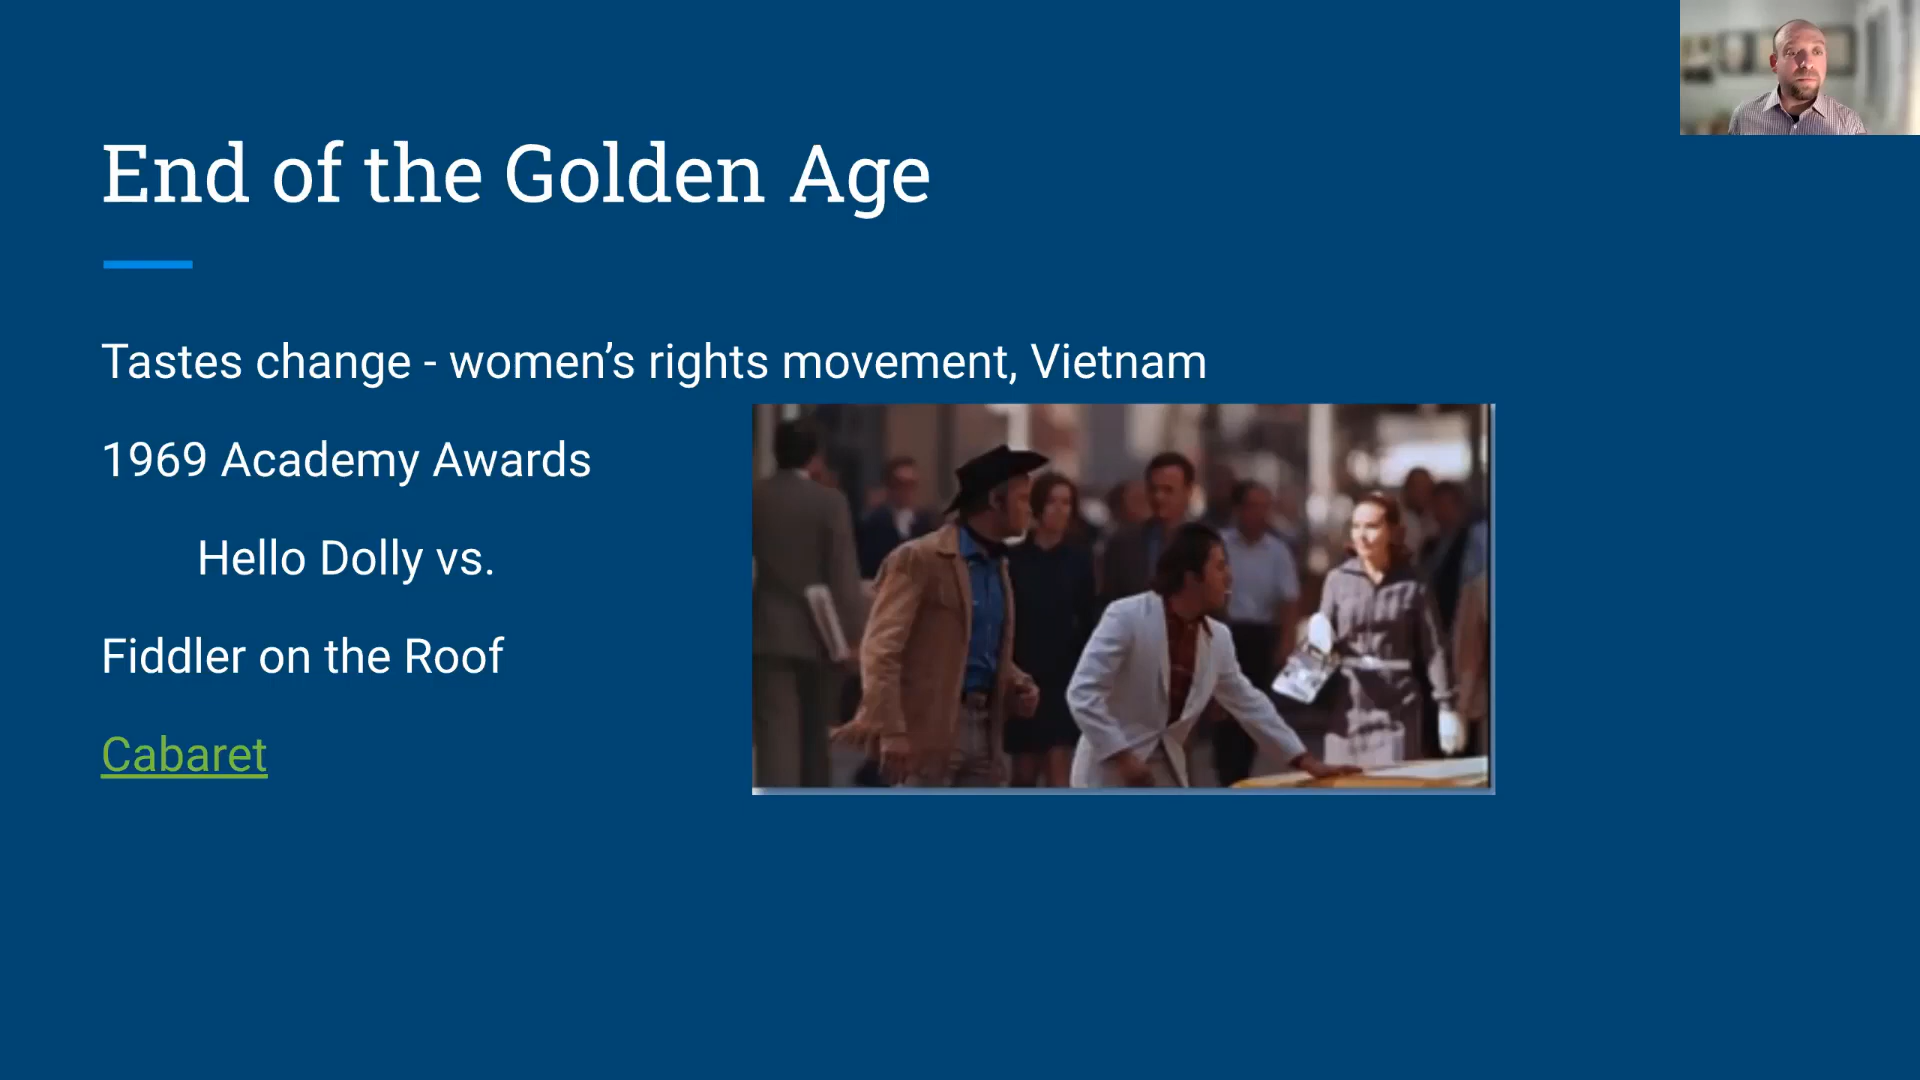 End of the Golden Age
Tastes change - women’s rights movement, Vietnam
1969 Academy Awards
Hello Dolly vs.
Fiddler on the Roof
Cabaret